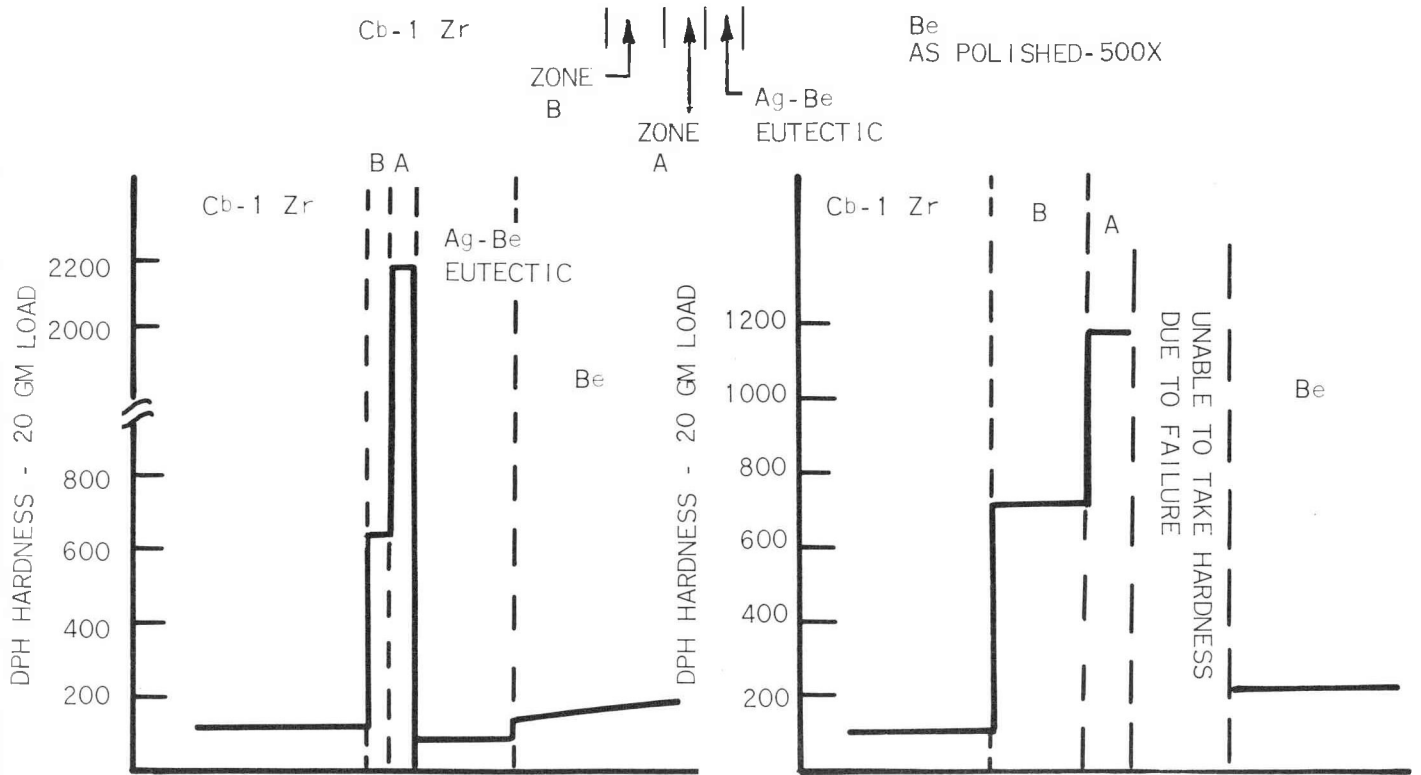 Cb-1 Zr
ZONE
B
ZONE
A
Ag-Be
EUTECTIC
Be
AS POLISHED-500X
DPH HARDNESS - 20 GM LOAD
2200
2000
800
600
400
200
Cb-1 Zr
B A
Ag-Be
EUTECTIC
Be
DPH HARDNESS - 20 GM LOAD
1200
1000
800
600
400
200
Cb-1 Zr
B
A
UNABLE TO TAKE HARDNESS
DUE TO FAILURE
Be